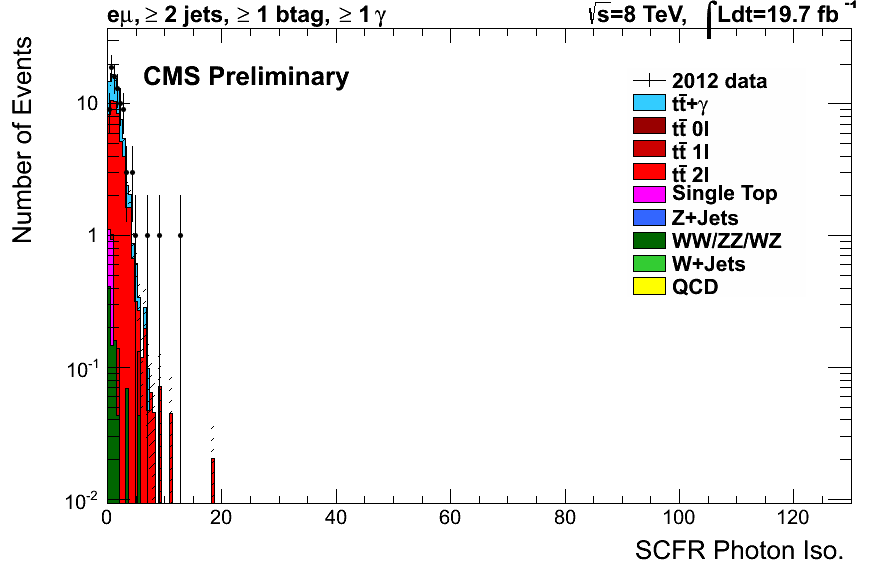 eμ, ≥ 2 jets, ≥ 1 btag, ≥ 1 γ
√s=8 TeV, ∫Ldt=19.7 fb⁻¹
CMS Preliminary
2012 data
tt̄+γ
tt̄ 0l
tt̄ 1l
tt̄ 2l
Single Top
Z+Jets
WW/ZZ/WZ
W+Jets
QCD
Number of Events
10
1
10⁻¹
10⁻²
0 20 40 60 80 100 120
SCFR Photon Iso.